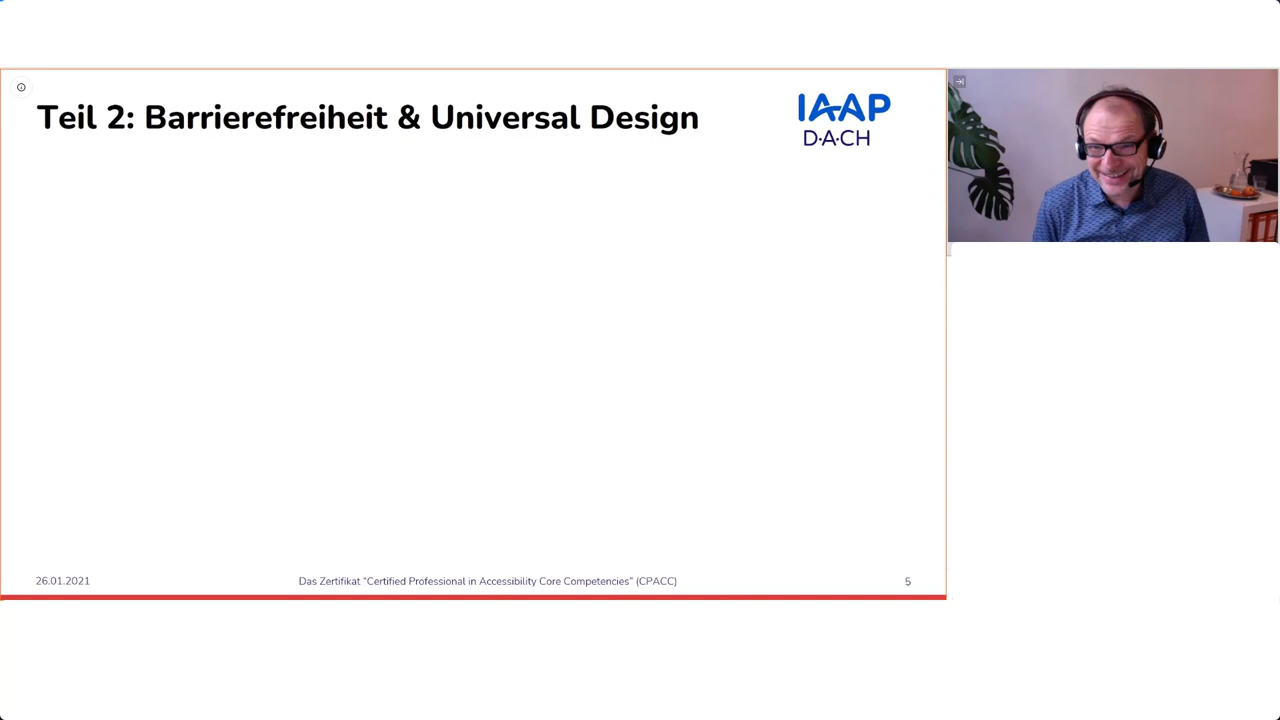 Teil 2: Barrierefreiheit & Universal Design
IAAP
D·A·CH
26.01.2021
Das Zertifikat "Certified Professional in Accessibility Core Competencies" (CPACC)
5